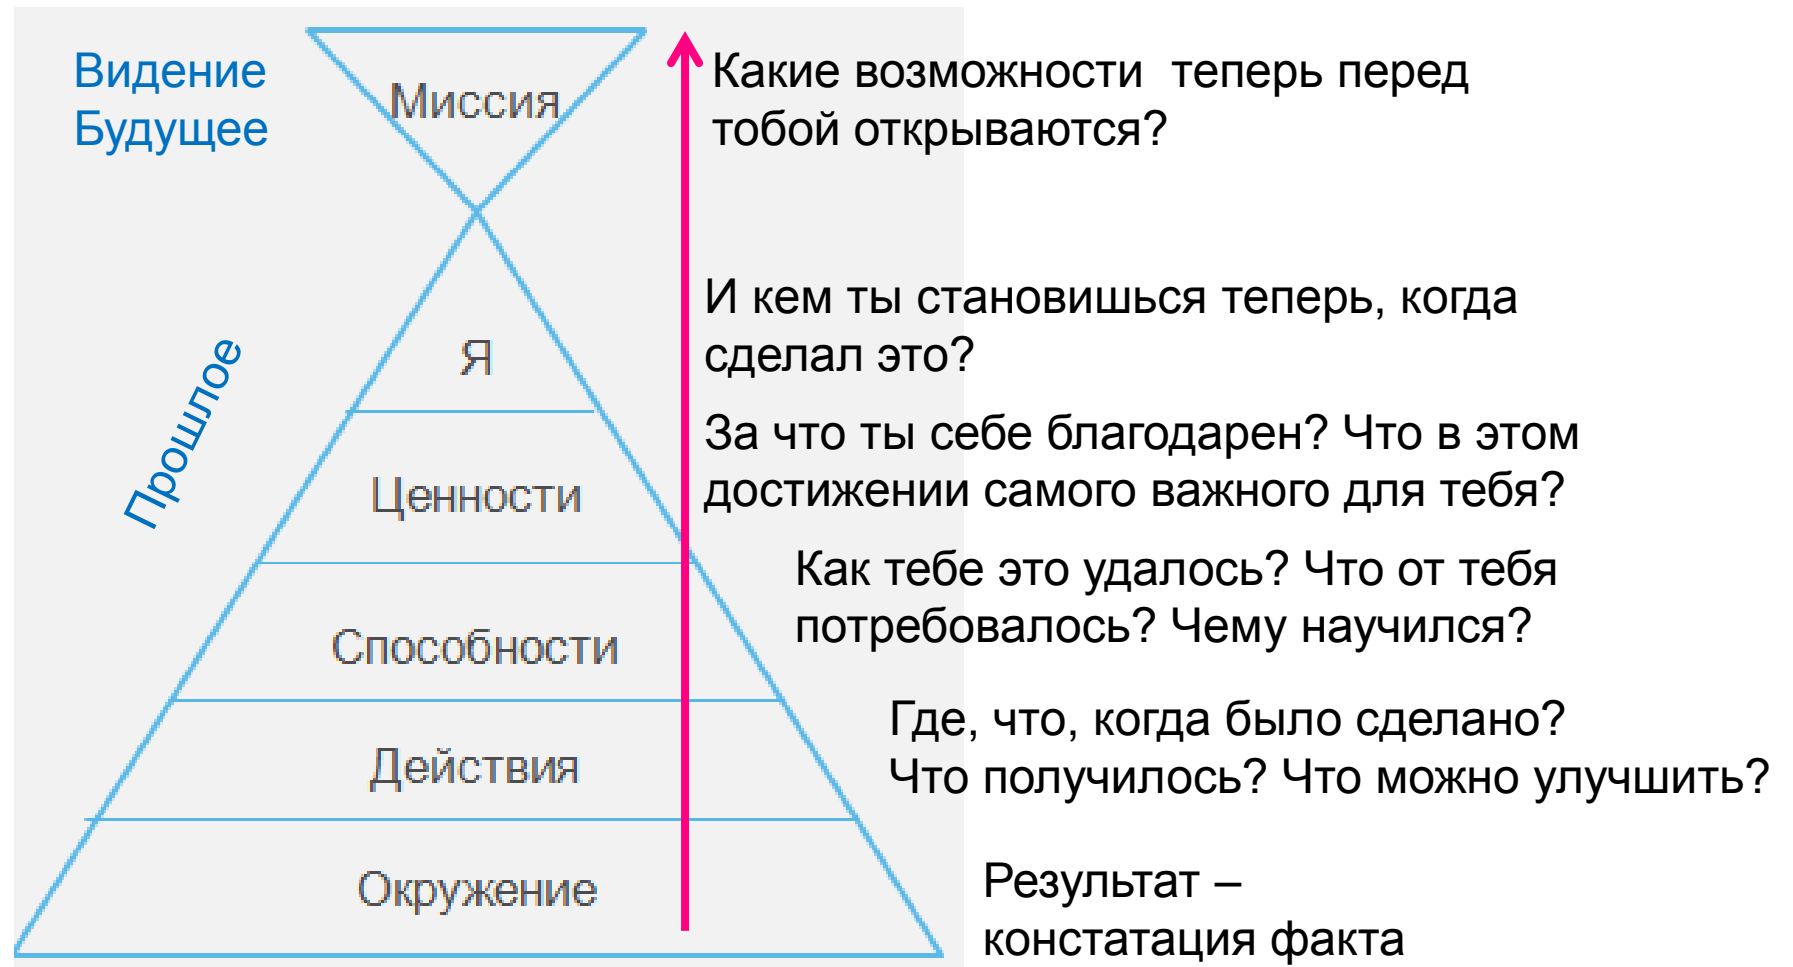 Видение
Будущее
Миссия
Какие возможности  теперь перед
тобой открываются?
Прошлое
Я
И кем ты становишься теперь, когда
сделал это?
Ценности
За что ты себе благодарен? Что в этом
достижении самого важного для тебя?
Способности
Как тебе это удалось? Что от тебя
потребовалось? Чему научился?
Действия
Где, что, когда было сделано?
Что получилось? Что можно улучшить?
Окружение
Результат –
констатация факта